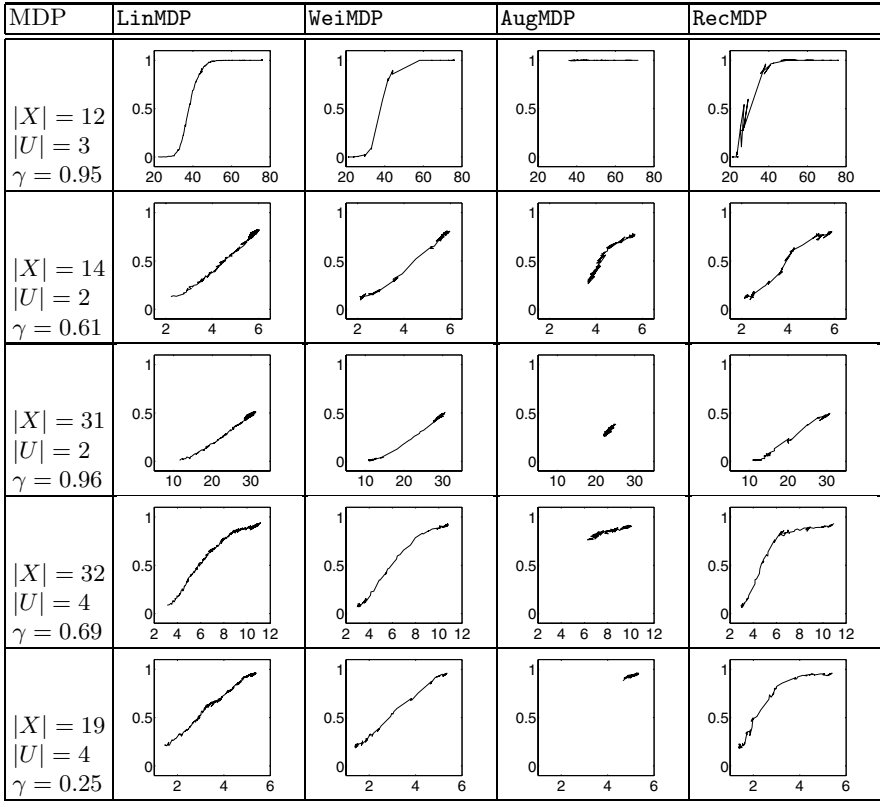 MDP LinMDP WeiMDP AugMDP RecMDP
|X| = 12
|U| = 3
γ = 0.95
1 0.5 0
20 40 60 80
1 0.5 0
20 40 60 80
1 0.5 0
20 40 60 80
1 0.5 0
20 40 60 80
|X| = 14
|U| = 2
γ = 0.61
1 0.5 0
2 4 6
1 0.5 0
2 4 6
1 0.5 0
2 4 6
1 0.5 0
2 4 6
|X| = 31
|U| = 2
γ = 0.96
1 0.5 0
10 20 30
1 0.5 0
10 20 30
1 0.5 0
10 20 30
1 0.5 0
10 20 30
|X| = 32
|U| = 4
γ = 0.69
1 0.5 0
2 4 6 8 10 12
1 0.5 0
2 4 6 8 10 12
1 0.5 0
2 4 6 8 10 12
1 0.5 0
2 4 6 8 10 12
|X| = 19
|U| = 4
γ = 0.25
1 0.5 0
2 4 6
1 0.5 0
2 4 6
1 0.5 0
2 4 6
1 0.5 0
2 4 6